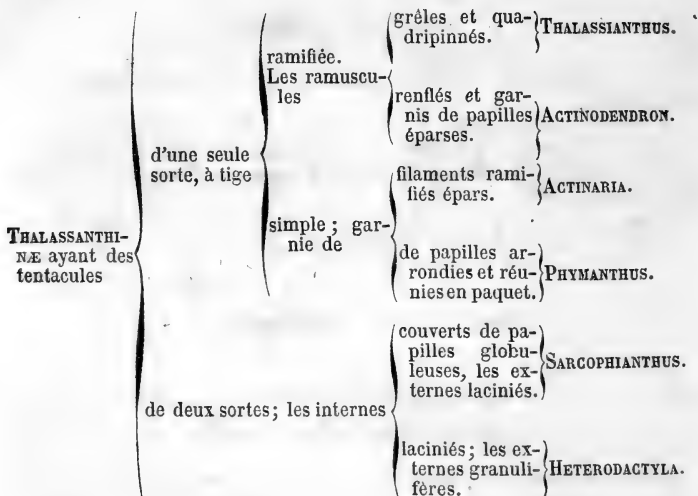 THALASSANTHI-
NÆ ayant des
tentacules
d'une seule
sorte, à tige
ramifiée.
Les ramuscu-
les
grêles et qua-
dripinnés.
THALASSIANTHUS.
renflés et gar-
nis de papilles
éparses.
ACTINODENDRON.
simple; gar-
nie de
filaments rami-
fiés épars.
ACTINARIA.
de papilles ar-
rondies et réu-
nies en paquet.
PHYMANTHUS.
de deux sortes; les internes
couverts de pa-
pilles globu-
leuses, les ex-
ternes laciniés.
SARCOPHIANTHUS.
laciniés; les ex-
ternes granuli-
fères.
HETERODACTYLA.